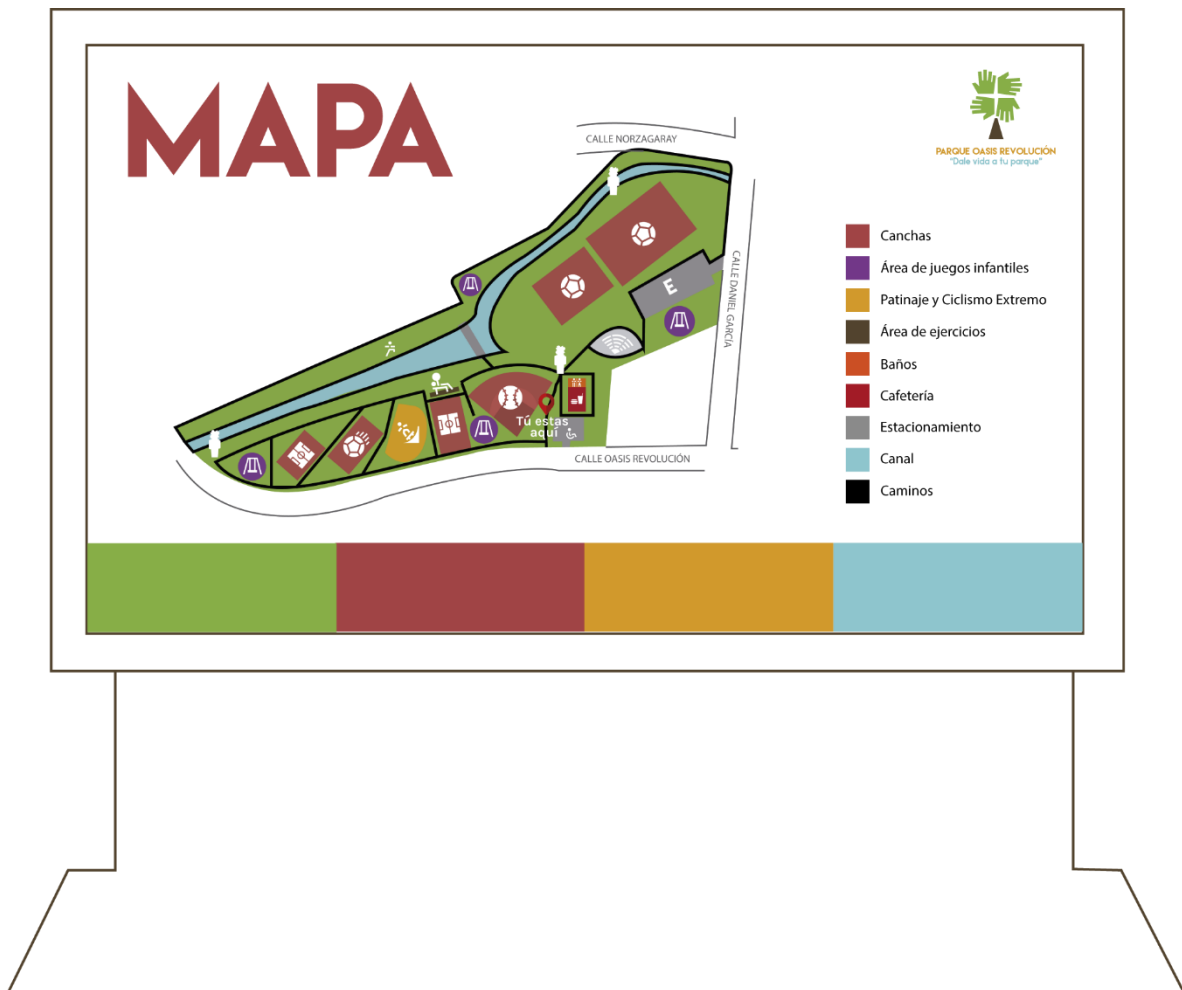 MAPA
PARQUE OASIS REVOLUCIÓN
"Dale vida a tu parque"
CALLE NORZAGARAY
CALLE DANIEL GARCÍA
E
Tú estas
aquí
CALLE OASIS REVOLUCIÓN
Canchas
Área de juegos infantiles
Patinaje y Ciclismo Extremo
Área de ejercicios
Baños
Cafetería
Estacionamiento
Canal
Caminos